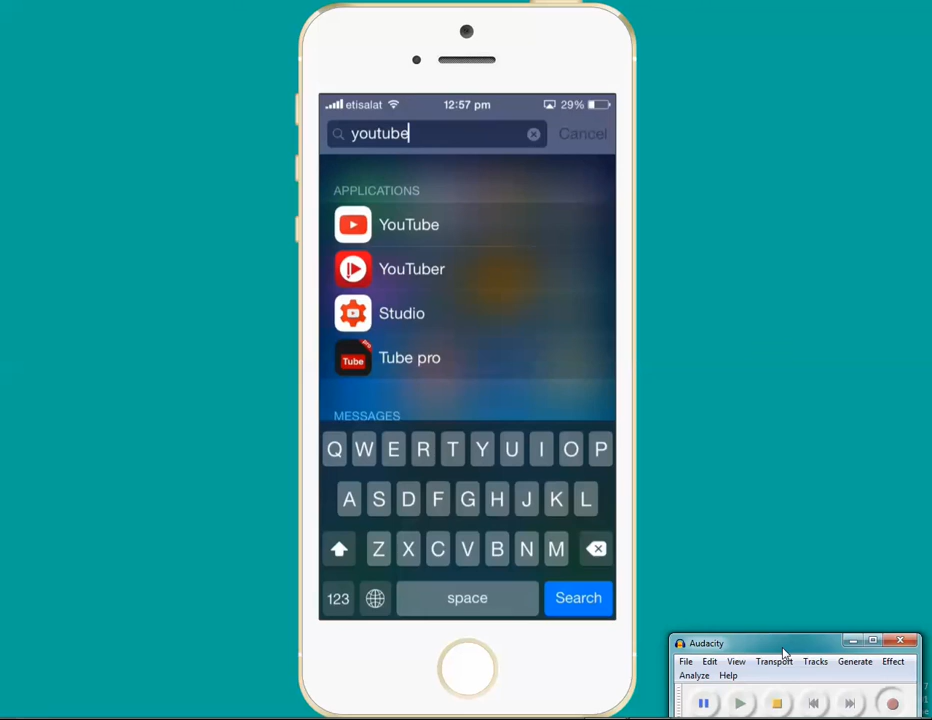 etisalat 12:57 pm 29%
youtube Cancel
APPLICATIONS
YouTube
YouTuber
Studio
Tube pro
Tube pro
MESSAGES
Q W E R T Y U I O P
A S D F G H J K L
Z X C V B N M
123 space Search
Audacity
File Edit View Transport Tracks Generate Effect
Analyze Help